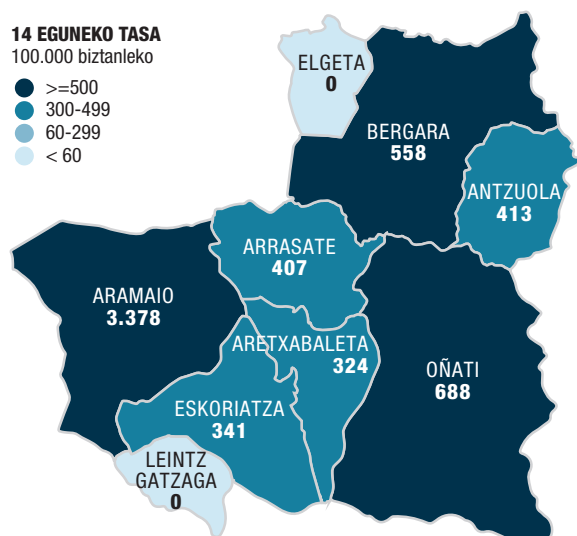 14 EGUNEKO TASA
100.000 biztanleko
>=500
300-499
60-299
< 60
ELGETA
0
BERGARA
558
ANTZUOLA
413
ARRASATE
407
ARAMAIO
3.378
ARETXABALETA
324
OÑATI
688
ESKORIATZA
341
LEINTZ
GATZAGA
0